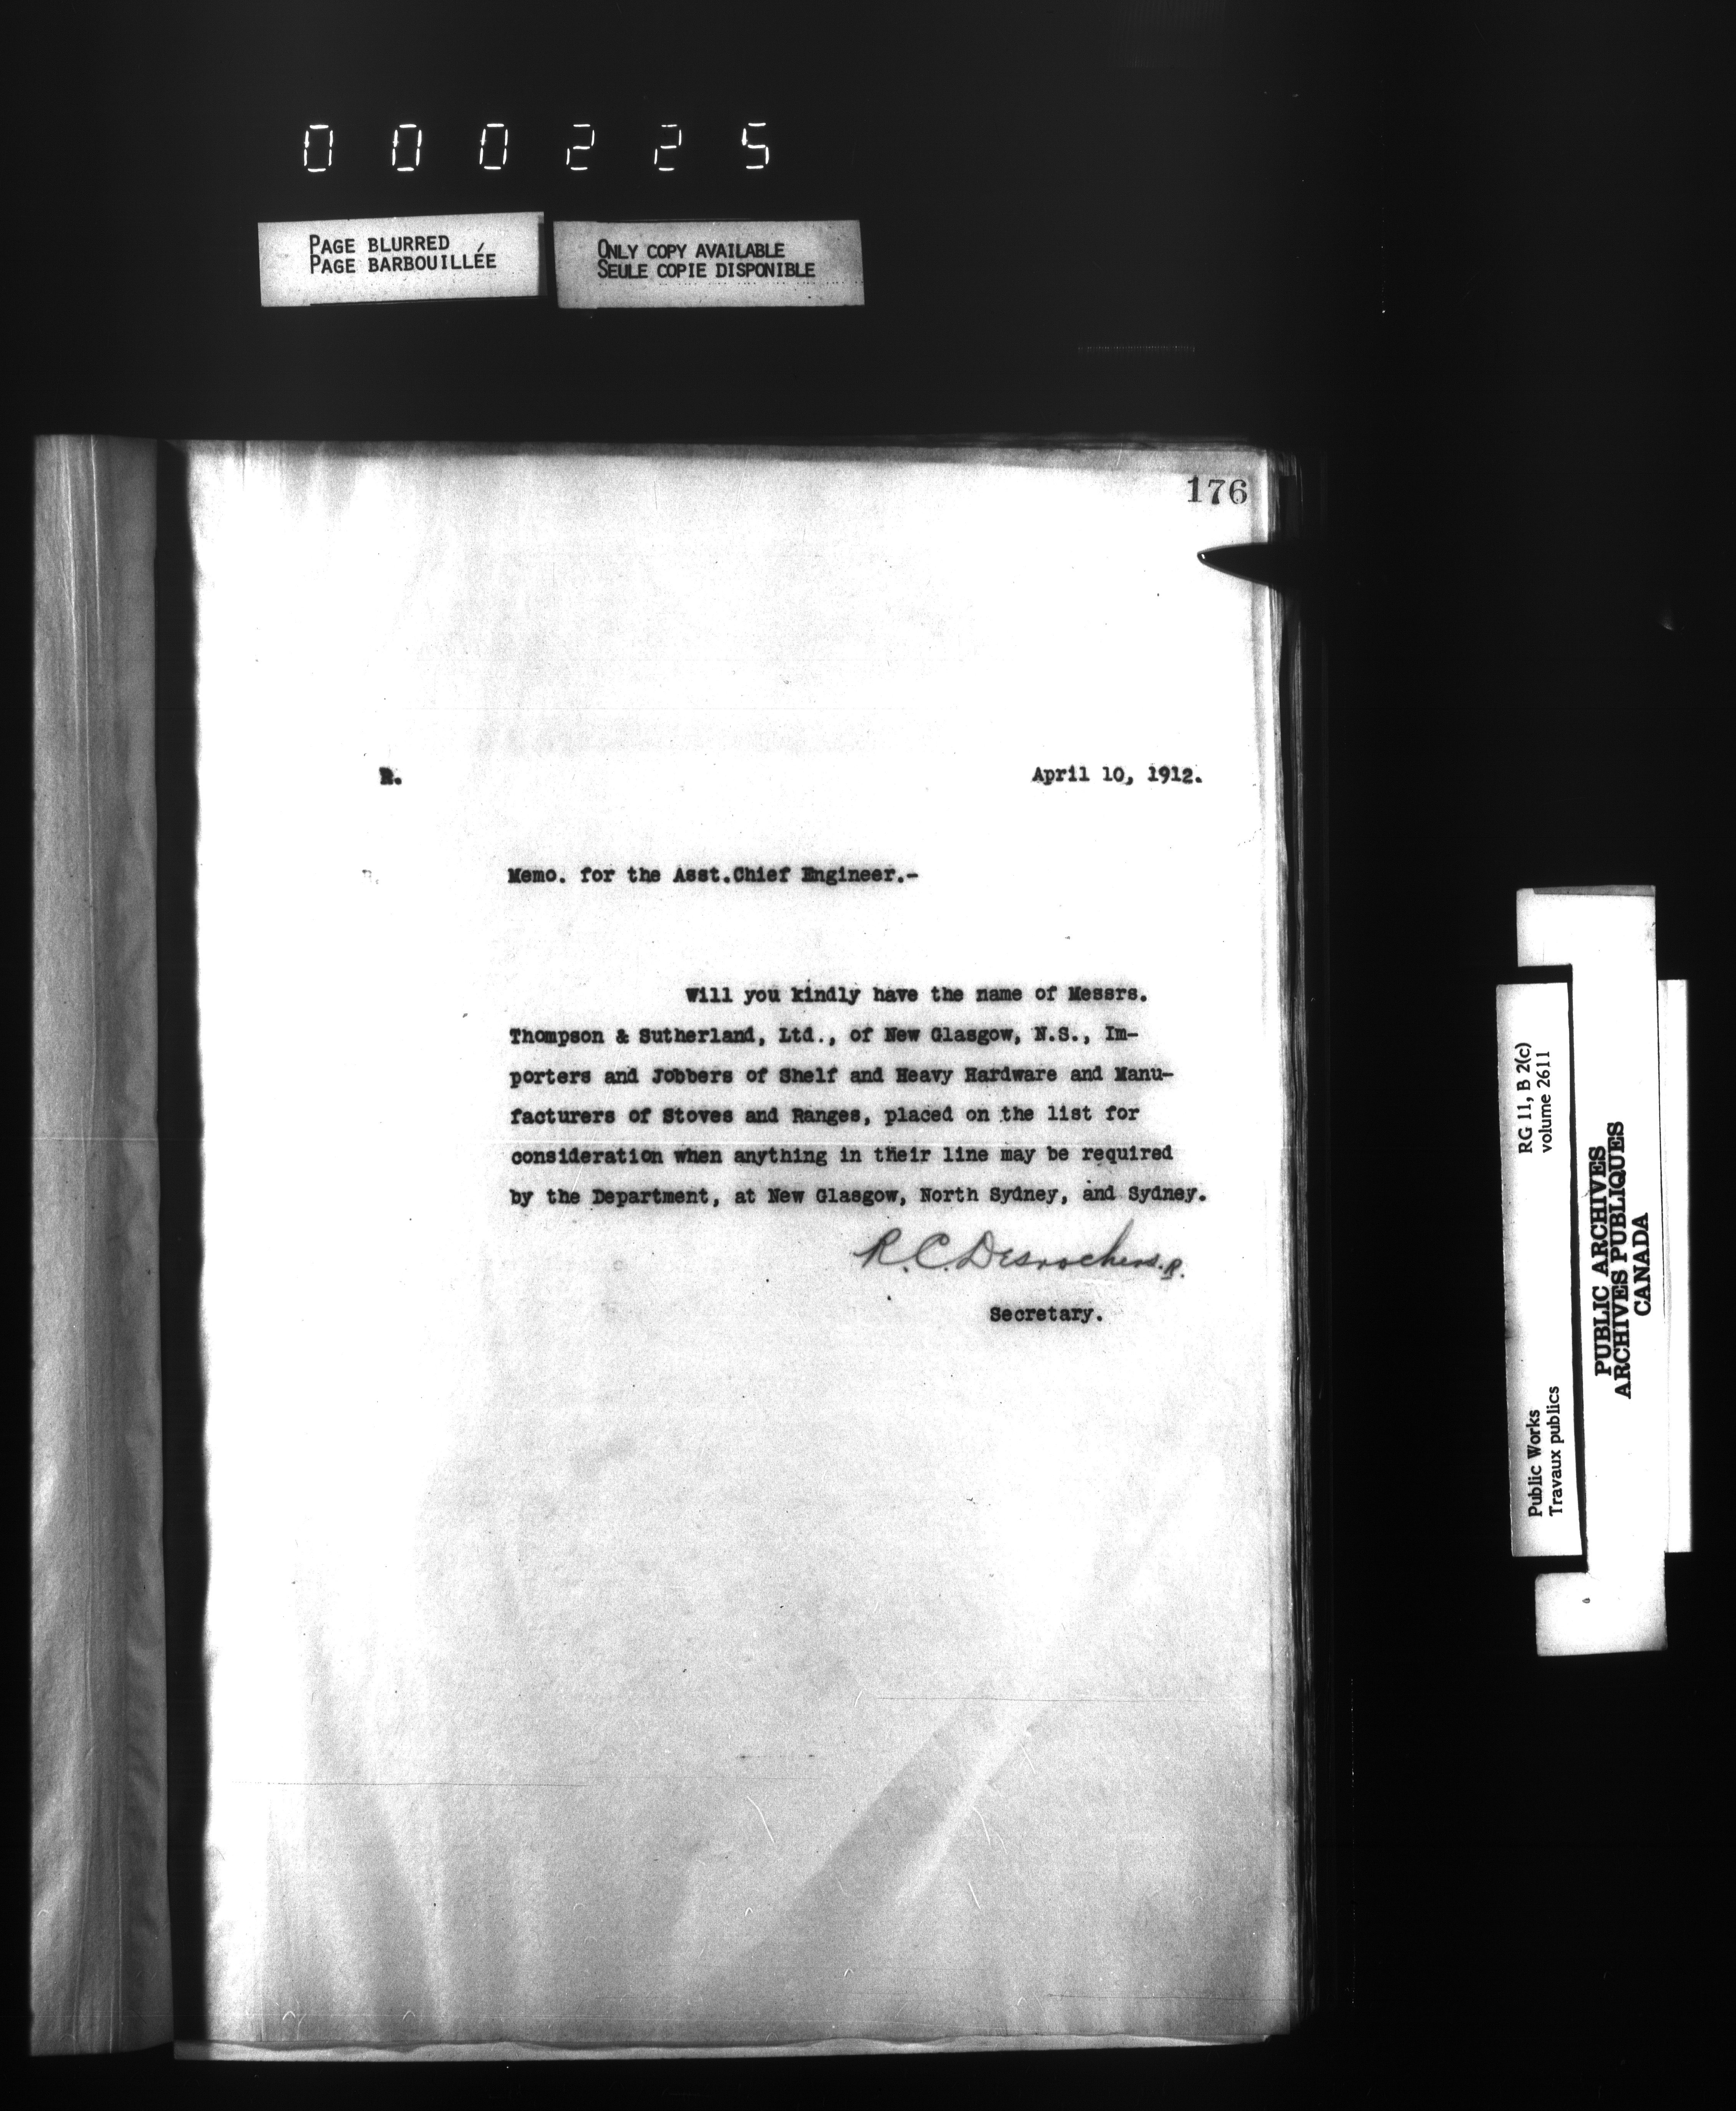 000225
PAGE BLURRED
PAGE BARBOUILLÉE
ONLY COPY AVAILABLE
SEULE COPIE DISPONIBLE
176
R.
April 10, 1912.
Memo. for the Asst.Chief Engineer.-
Will you kindly have the name of Messrs.
Thompson & Sutherland, Ltd., of New Glasgow, N.S., Im-
porters and Jobbers of Shelf and Heavy Hardware and Manu-
facturers of Stoves and Ranges, placed on the list for
consideration when anything in their line may be required
by the Department, at New Glasgow, North Sydney, and Sydney.
R.C. Desrochers. R.
Secretary.
RG 11, B 2(c)
volume 2611
Public Works
Travaux publics
PUBLIC ARCHIVES
ARCHIVES PUBLIQUES
CANADA